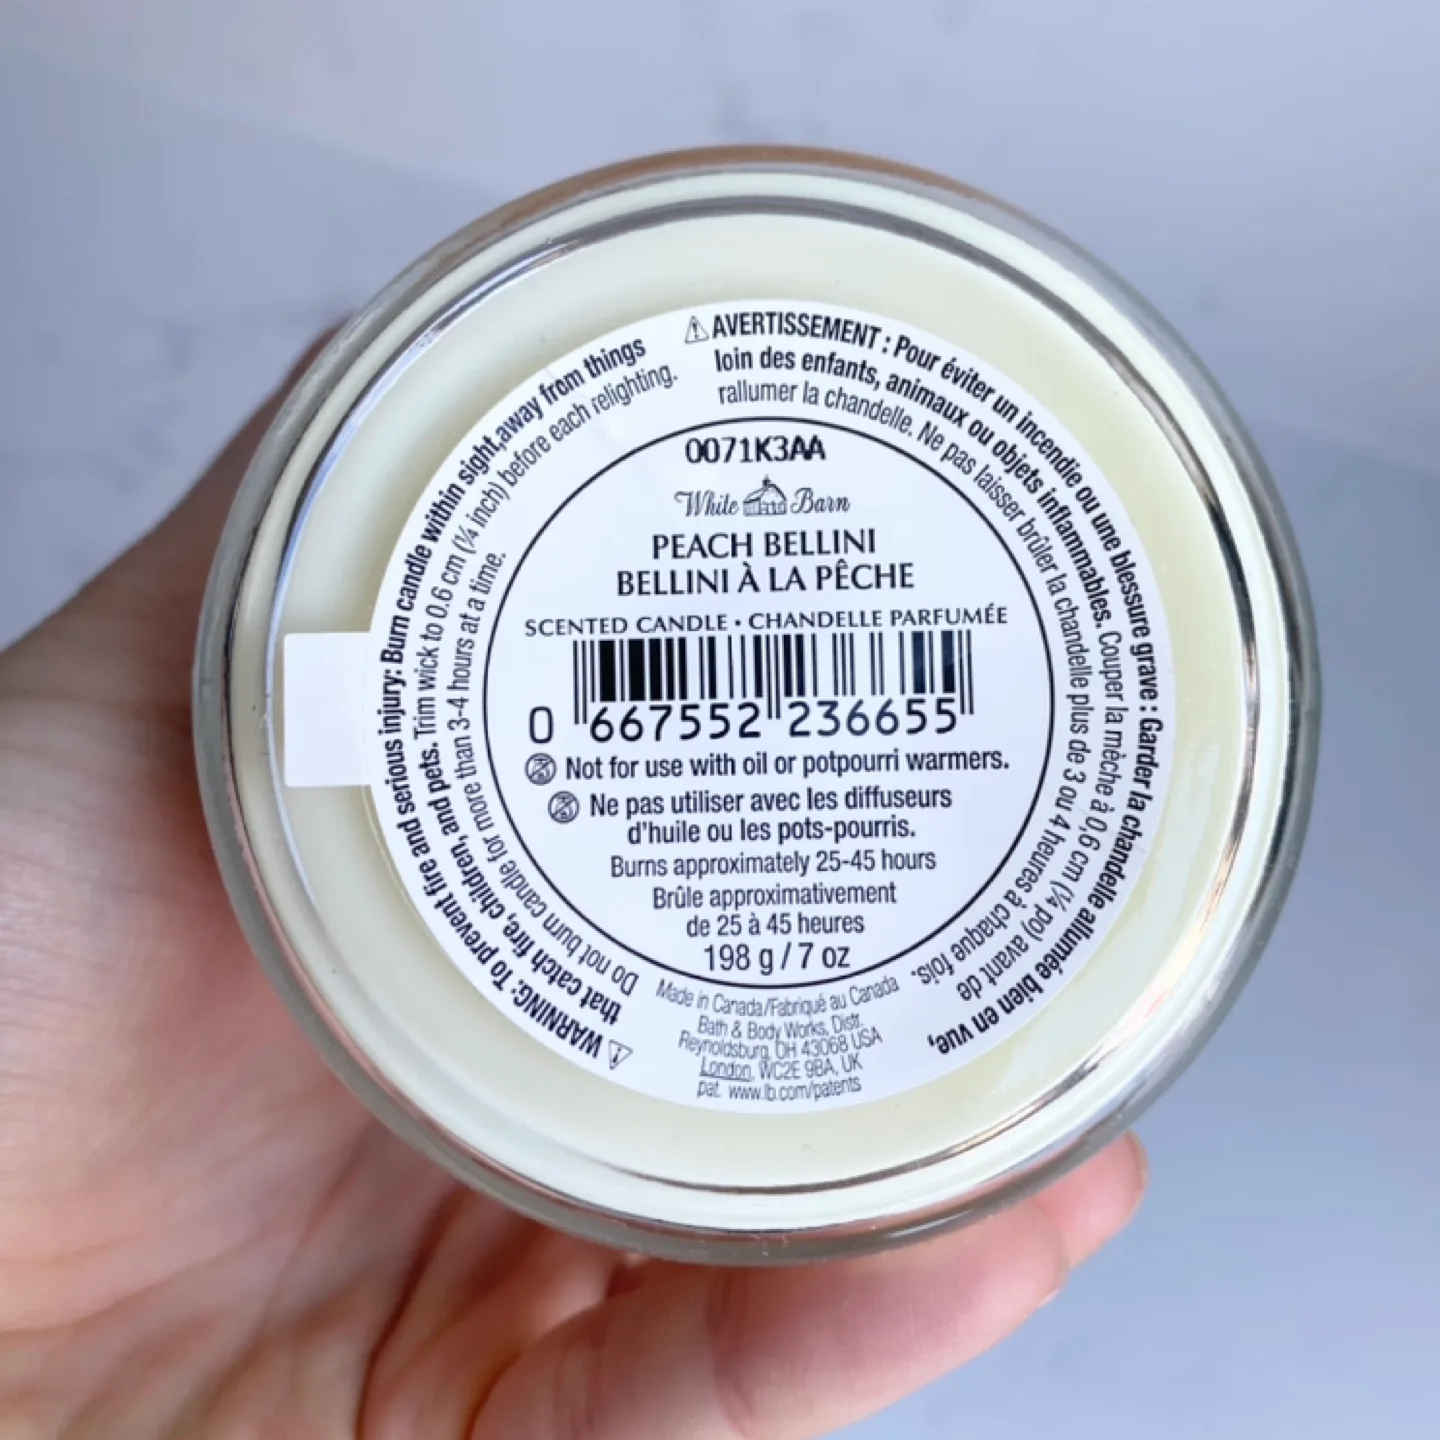 ⚠ WARNING: To prevent fire and serious injury: Burn candle within sight,away from things
that catch fire, children, and pets. Trim wick to 0.6 cm (¼ inch) before each relighting.
Do not burn candle for more than 3-4 hours at a time.
⚠ AVERTISSEMENT : Pour éviter un incendie ou une blessure grave : Garder la chandelle allumée bien en vue,
loin des enfants, animaux ou objets inflammables. Couper la mèche à 0,6 cm (¼ po) avant de
rallumer la chandelle. Ne pas laisser brûler la chandelle plus de 3 ou 4 heures à chaque fois.
0071K3AA
White Barn
PEACH BELLINI
BELLINI À LA PÊCHE
SCENTED CANDLE • CHANDELLE PARFUMÉE
0 667552 236655
Not for use with oil or potpourri warmers.
Ne pas utiliser avec les diffuseurs
d'huile ou les pots-pourris.
Burns approximately 25-45 hours
Brûle approximativement
de 25 à 45 heures
198 g / 7 oz
Made in Canada/Fabriqué au Canada
Bath & Body Works, Distr.
Reynoldsburg, OH 43068 USA
London, WC2E 9BA, UK
pat. www.lb.com/patents